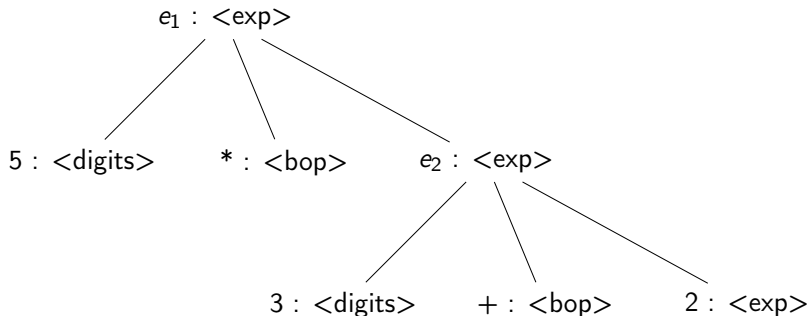 e₁ : <exp>
5 : <digits> * : <bop> e₂ : <exp>
3 : <digits> + : <bop> 2 : <exp>